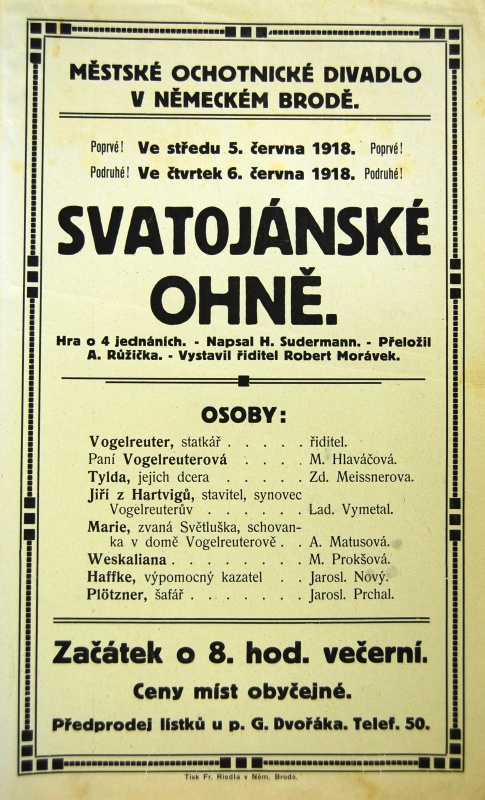 MĚSTSKÉ OCHOTNICKÉ DIVADLO
V NĚMECKÉM BRODĚ.
Poprvé! Ve středu 5. června 1918. Poprvé!
Podruhé! Ve čtvrtek 6. června 1918. Podruhé!
SVATOJÁNSKÉ
OHNĚ.
Hra o 4 jednáních. - Napsal H. Sudermann. - Přeložil
A. Růžička. - Vystavil řiditel Robert Morávek.
OSOBY:
Vogelreuter, statkář . . . . . řiditel.
Paní Vogelreuterová . . . . M. Hlaváčová.
Tylda, jejich dcera . . . . . Zd. Meissnerova.
Jiří z Hartvigů, stavitel, synovec
Vogelreuterův . . . . . . Lad. Vymetal.
Marie, zvaná Světluška, schovan-
ka v domě Vogelreuterově . . A. Matusová.
Weskaliana . . . . . . . . M. Prokšová.
Haffke, výpomocný kazatel . . Jarosl. Nový.
Plötzner, šafář . . . . . . . Jarosl. Prchal.
Začátek o 8. hod. večerní.
Ceny míst obyčejné.
Předprodej lístků u p. G. Dvořáka. Telef. 50.
Tisk Fr. Riedla v Něm. Brodě.